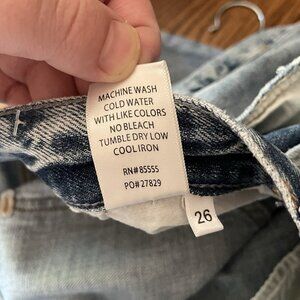 MACHINE WASH
COLD WATER
WITH LIKE COLORS
NO BLEACH
TUMBLE DRY LOW
COOL IRON
RN#85555
PO#27829
26